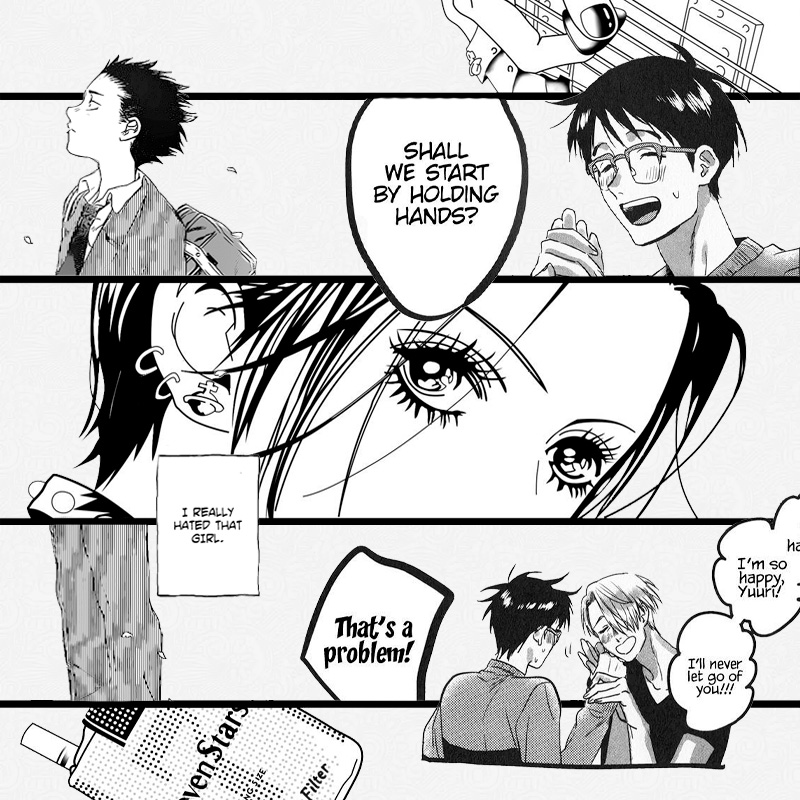 SHALL
WE START
BY HOLDING
HANDS?
I REALLY
HATED THAT
GIRL.
That's a
problem!
I'm so
happy,
Yuuri!
I'll never
let go of
you!!!
evenStars
Filter